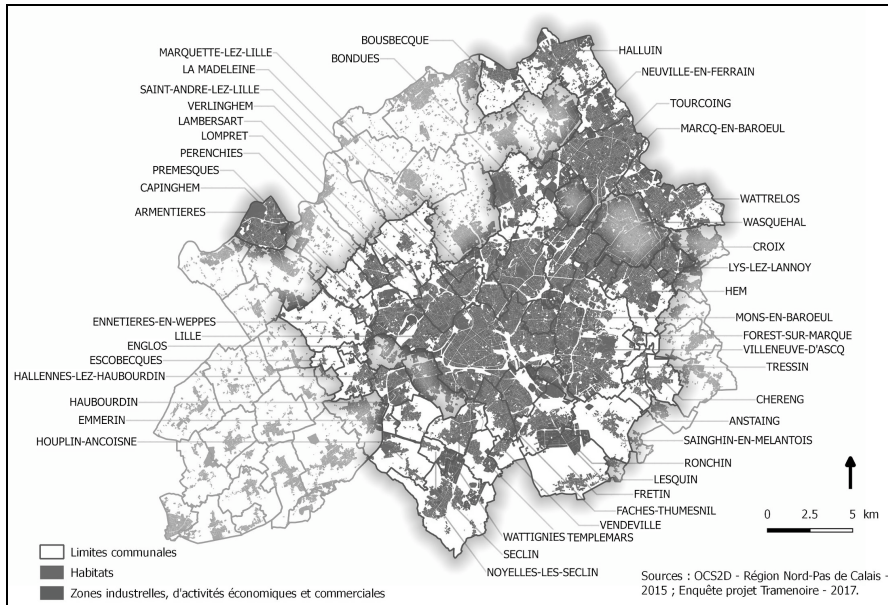 BOUSBECQUE
MARQUETTE-LEZ-LILLE
BONDUES
HALLUIN
LA MADELEINE
NEUVILLE-EN-FERRAIN
SAINT-ANDRE-LEZ-LILLE
VERLINGHEM
TOURCOING
LAMBERSART
MARCQ-EN-BAROEUL
LOMPRET
PERENCHIES
PREMESQUES
CAPINGHEM
WATTRELOS
ARMENTIERES
WASQUEHAL
CROIX
LYS-LEZ-LANNOY
HEM
ENNETIERES-EN-WEPPES
MONS-EN-BAROEUL
LILLE
FOREST-SUR-MARQUE
ENGLOS
VILLENEUVE-D'ASCQ
ESCOBECQUES
TRESSIN
HALLENNES-LEZ-HAUBOURDIN
CHERENG
HAUBOURDIN
EMMERIN
ANSTAING
HOUPLIN-ANCOISNE
SAINGHIN-EN-MELANTOIS
RONCHIN
LESQUIN
FRETIN
FACHES-THUMESNIL
VENDEVILLE
WATTIGNIES TEMPLEMARS
SECLIN
NOYELLES-LES-SECLIN
0 2.5 5 km
Limites communales
Habitats
Zones industrielles, d'activités économiques et commerciales
Sources : OCS2D - Région Nord-Pas de Calais -
2015 ; Enquête projet Tramenoire - 2017.